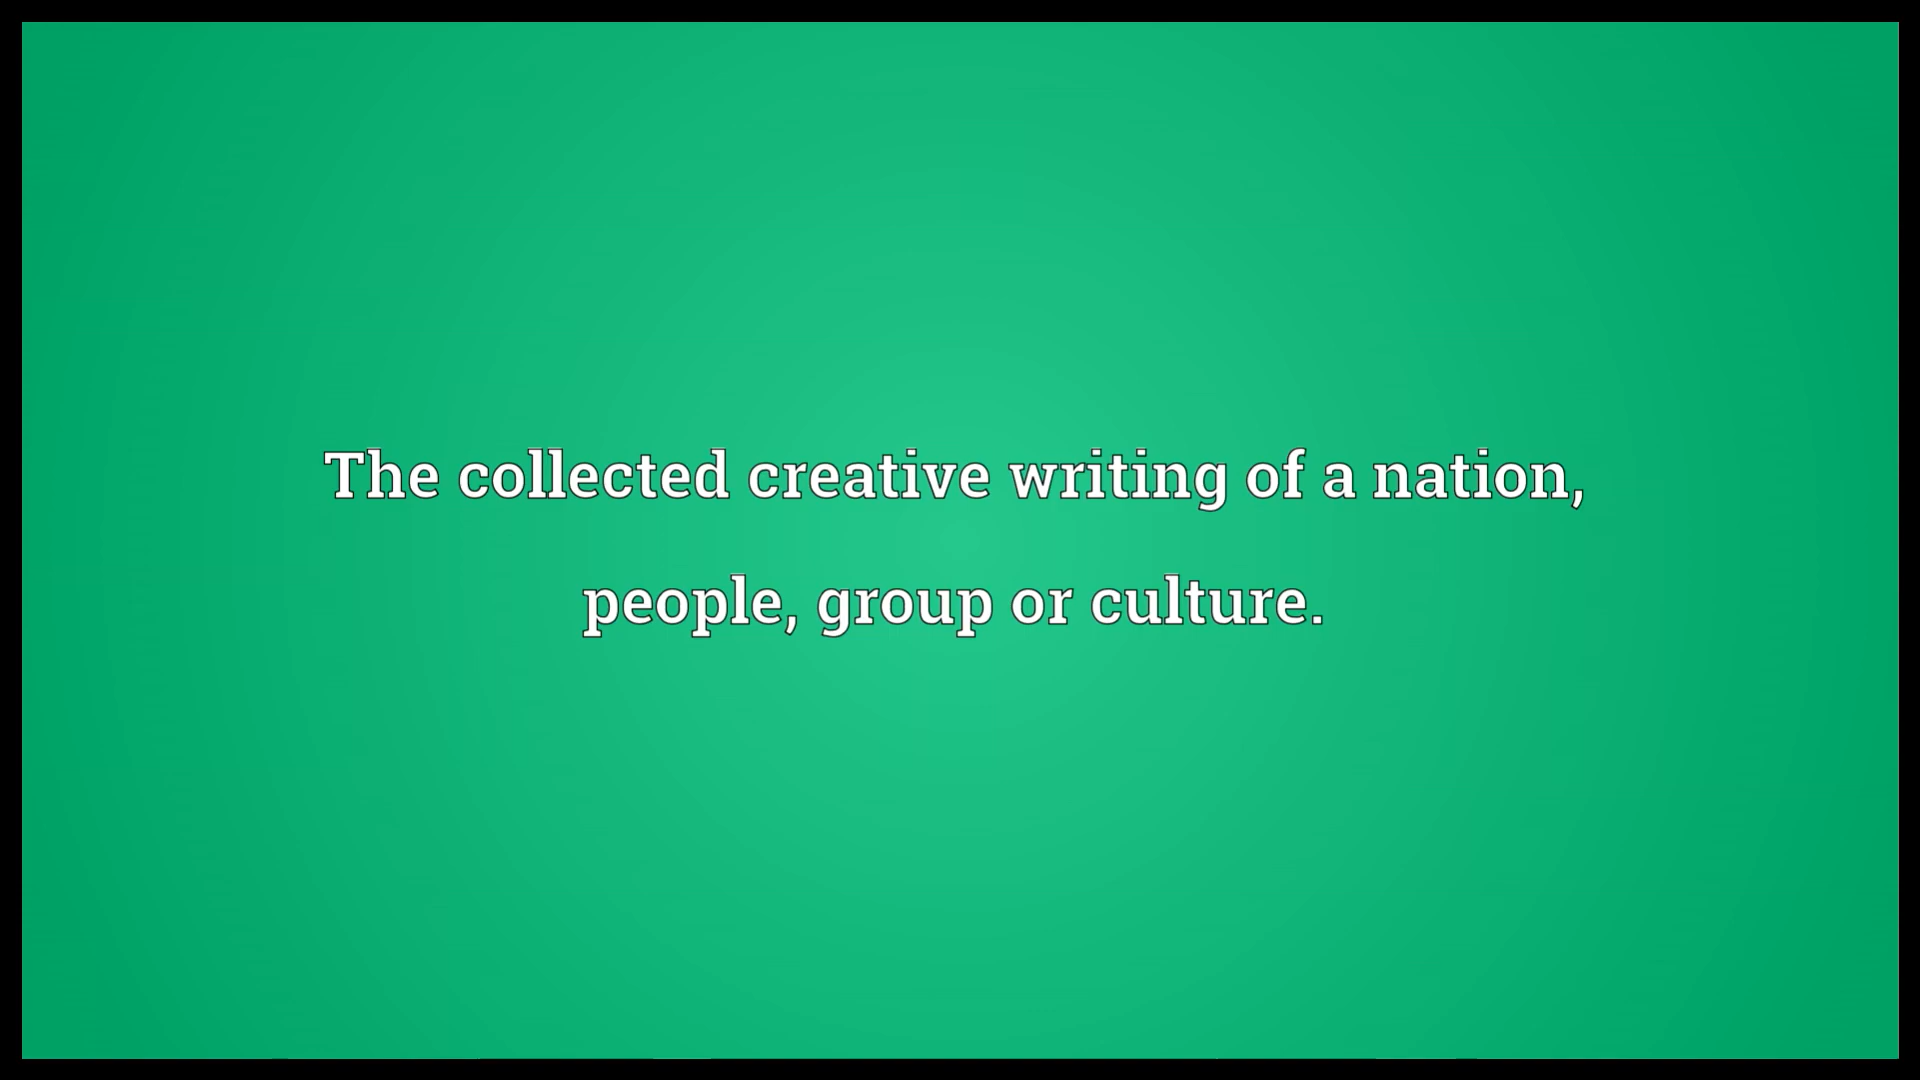 The collected creative writing of a nation,
people, group or culture.